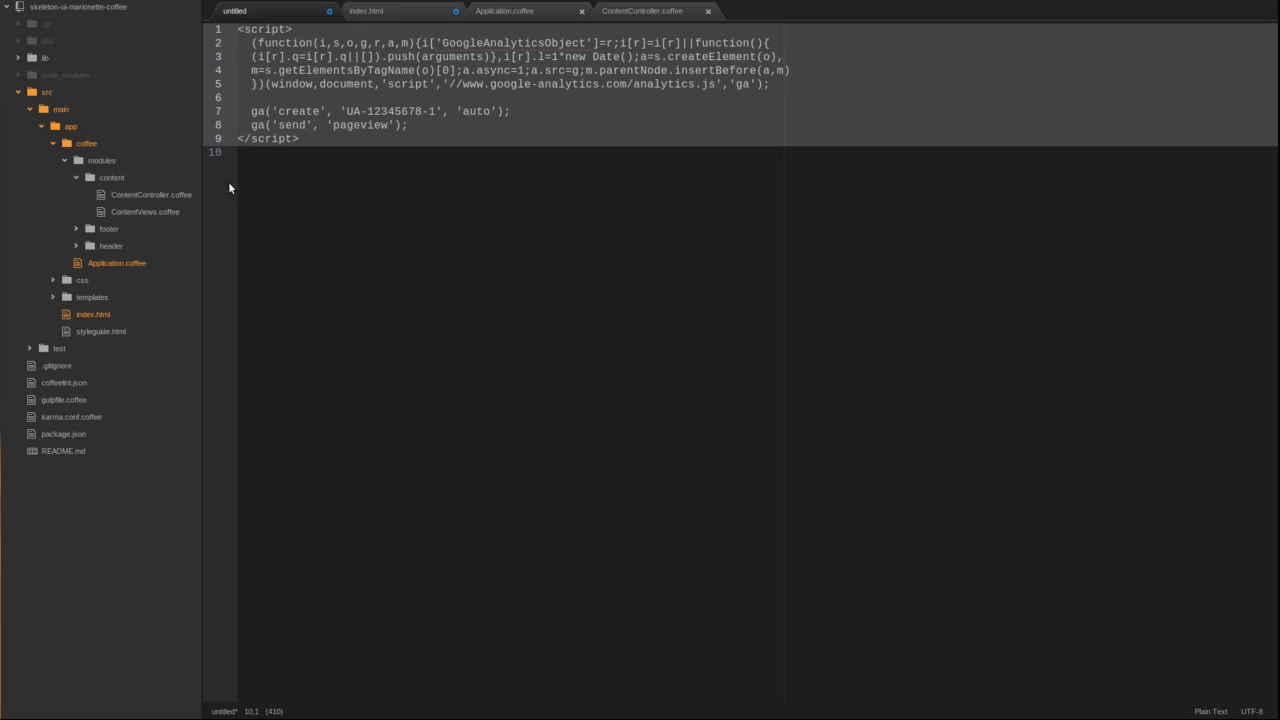 skeleton-ui-marionette-coffee
.git
dist
lib
node_modules
src
main
app
coffee
modules
content
ContentController.coffee
ContentViews.coffee
footer
header
Application.coffee
css
templates
index.html
styleguide.html
test
.gitignore
coffeelint.json
gulpfile.coffee
karma.conf.coffee
package.json
README.md
untitled index.html Application.coffee ContentController.coffee
1 <script>
2 (function(i,s,o,g,r,a,m){i['GoogleAnalyticsObject']=r;i[r]=i[r]||function(){
3 (i[r].q=i[r].q||[]).push(arguments)},i[r].l=1*new Date();a=s.createElement(o),
4 m=s.getElementsByTagName(o)[0];a.async=1;a.src=g;m.parentNode.insertBefore(a,m)
5 })(window,document,'script','//www.google-analytics.com/analytics.js','ga');
6
7 ga('create', 'UA-12345678-1', 'auto');
8 ga('send', 'pageview');
9 </script>
10
untitled* 10,1 (410) Plain Text UTF-8